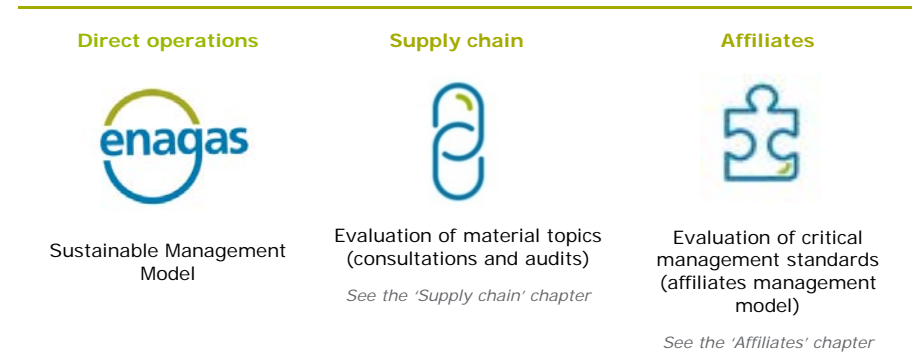 Direct operations
Supply chain
Affiliates
enagas
Sustainable Management
Model
Evaluation of material topics
(consultations and audits)
See the ‘Supply chain’ chapter
Evaluation of critical
management standards
(affiliates management
model)
See the ‘Affiliates’ chapter